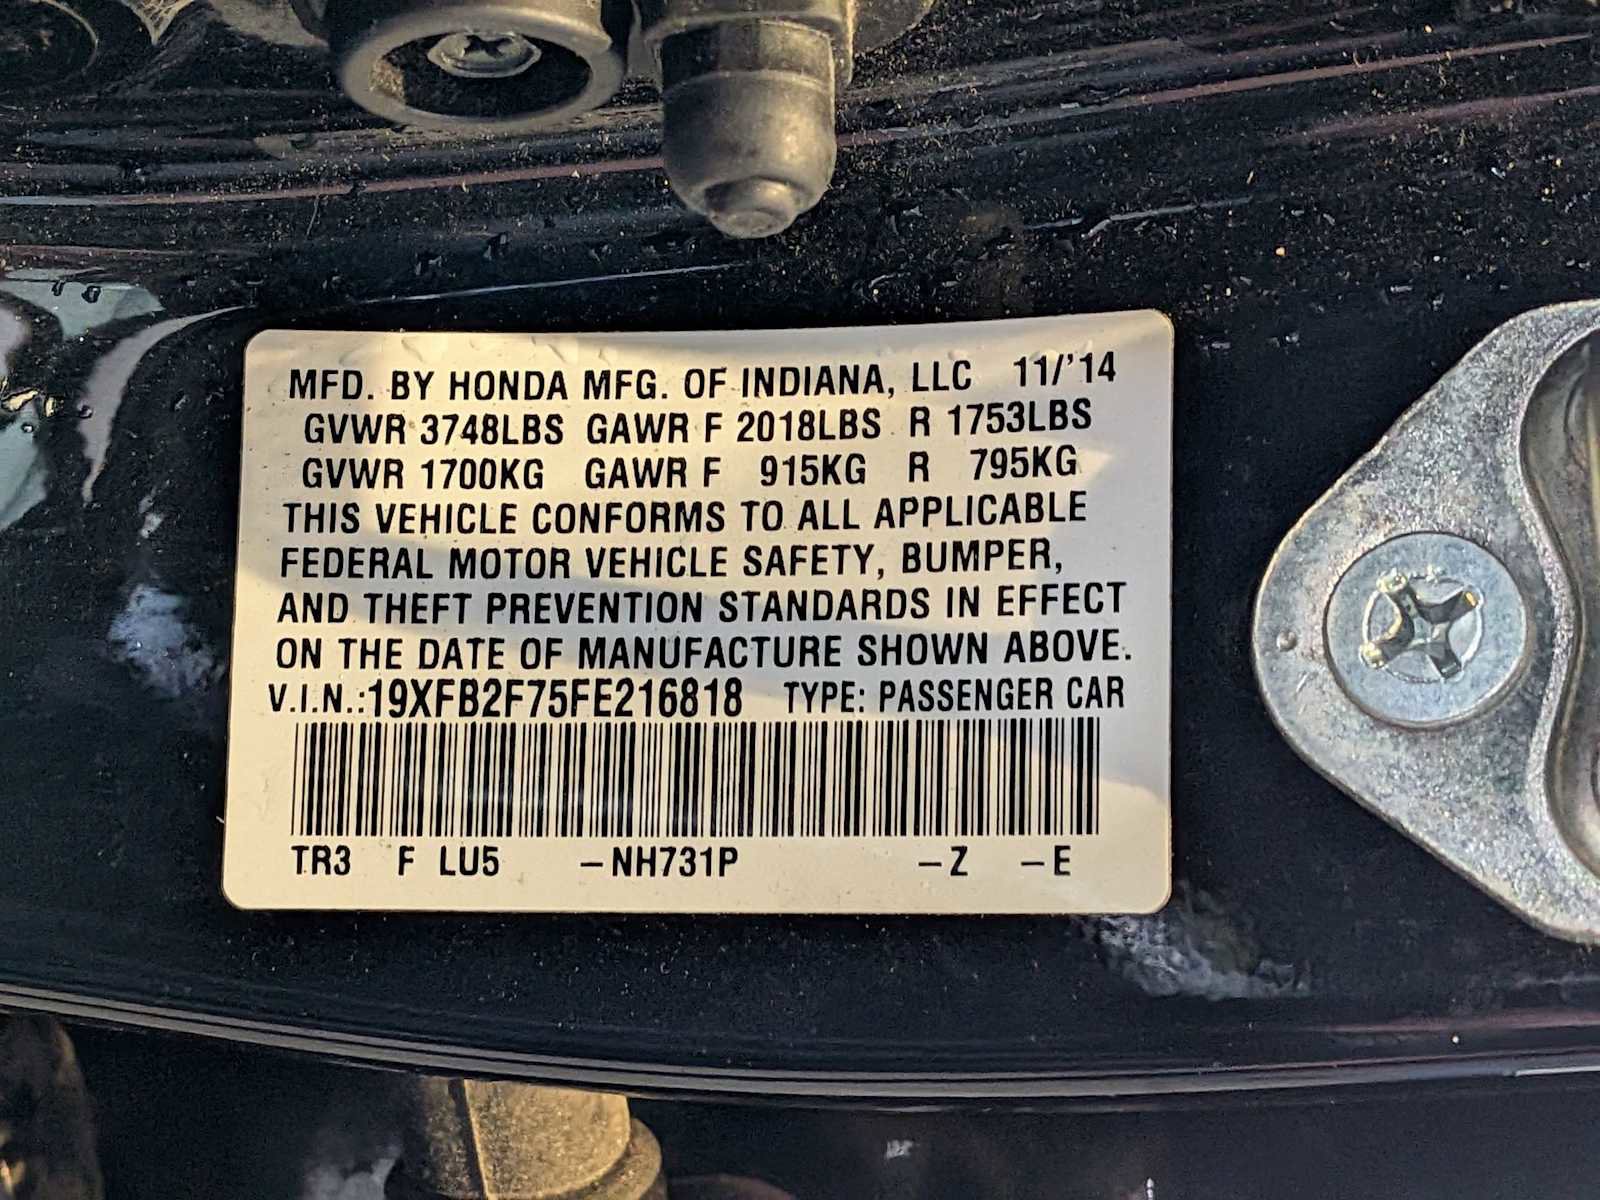 MFD. BY HONDA MFG. OF INDIANA, LLC 11/'14
GVWR 3748LBS GAWR F 2018LBS R 1753LBS
GVWR 1700KG GAWR F 915KG R 795KG
THIS VEHICLE CONFORMS TO ALL APPLICABLE
FEDERAL MOTOR VEHICLE SAFETY, BUMPER,
AND THEFT PREVENTION STANDARDS IN EFFECT
ON THE DATE OF MANUFACTURE SHOWN ABOVE.
V.I.N.:19XFB2F75FE216818 TYPE: PASSENGER CAR
TR3 F LU5 –NH731P –Z –E